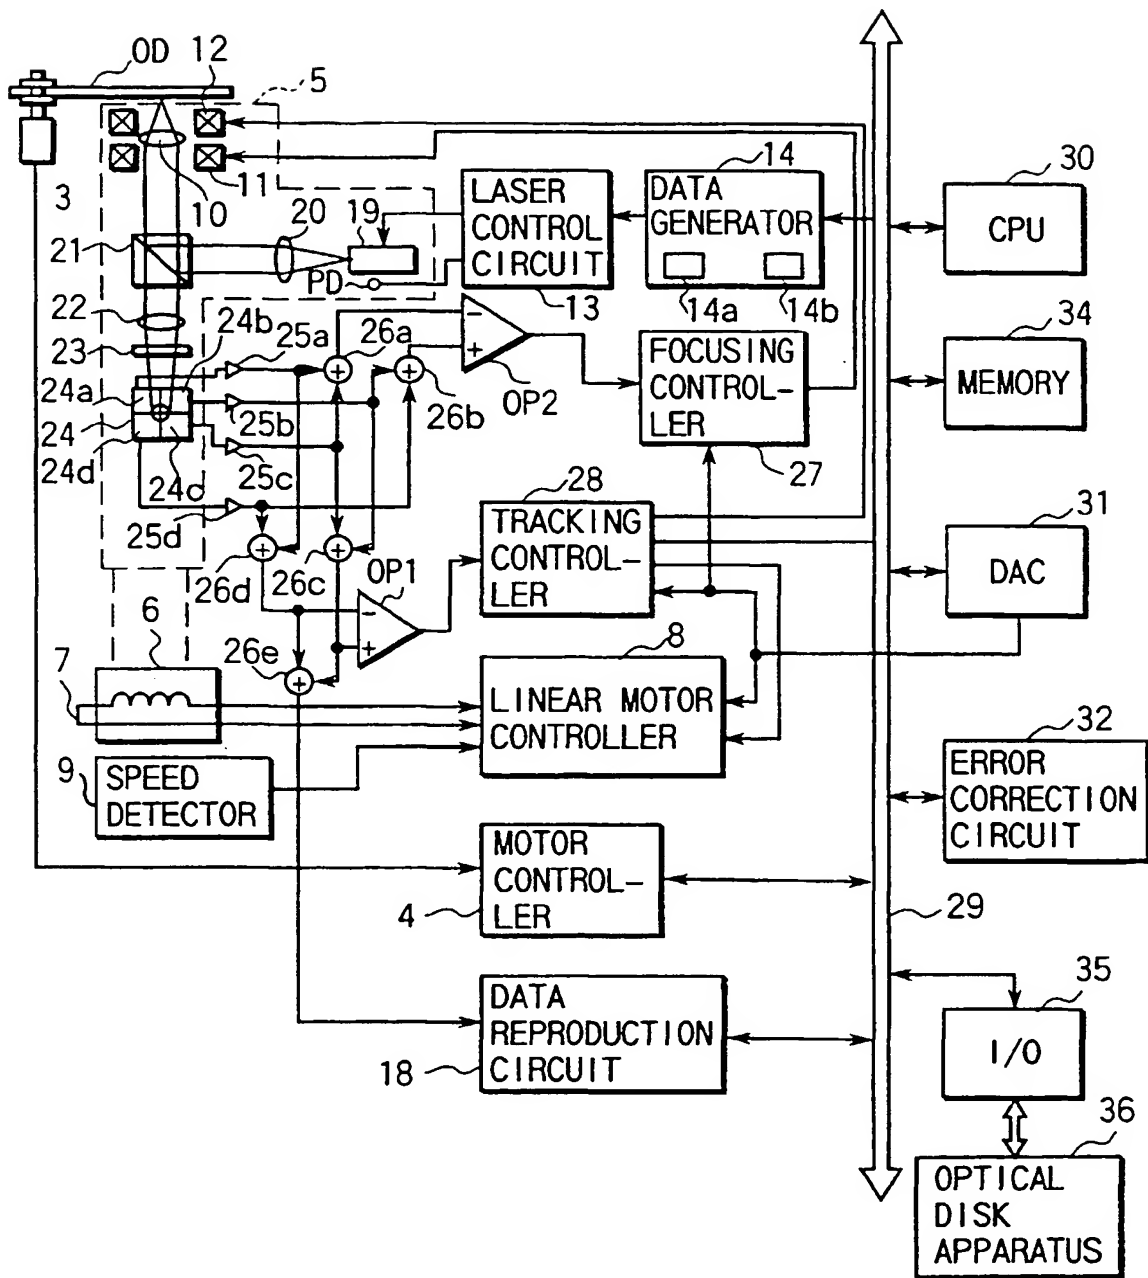 OD
12
5
3
10
11
LASER
CONTROL
CIRCUIT
13
14
DATA
GENERATOR
14a
14b
30
CPU
21
20
19
PD
22
23
24b
25a
26a
24a
24
24d
24c
25b
25c
25d
26b
OP2
FOCUSING
CONTROL-
LER
27
34
MEMORY
28
TRACKING
CONTROL-
LER
31
DAC
26d
26c
OP1
26e
6
7
8
LINEAR MOTOR
CONTROLLER
9
SPEED
DETECTOR
32
ERROR
CORRECTION
CIRCUIT
MOTOR
CONTROL-
LER
4
29
35
I/O
DATA
REPRODUCTION
CIRCUIT
18
36
OPTICAL
DISK
APPARATUS
−
+
−
+
+
+
+
+
+